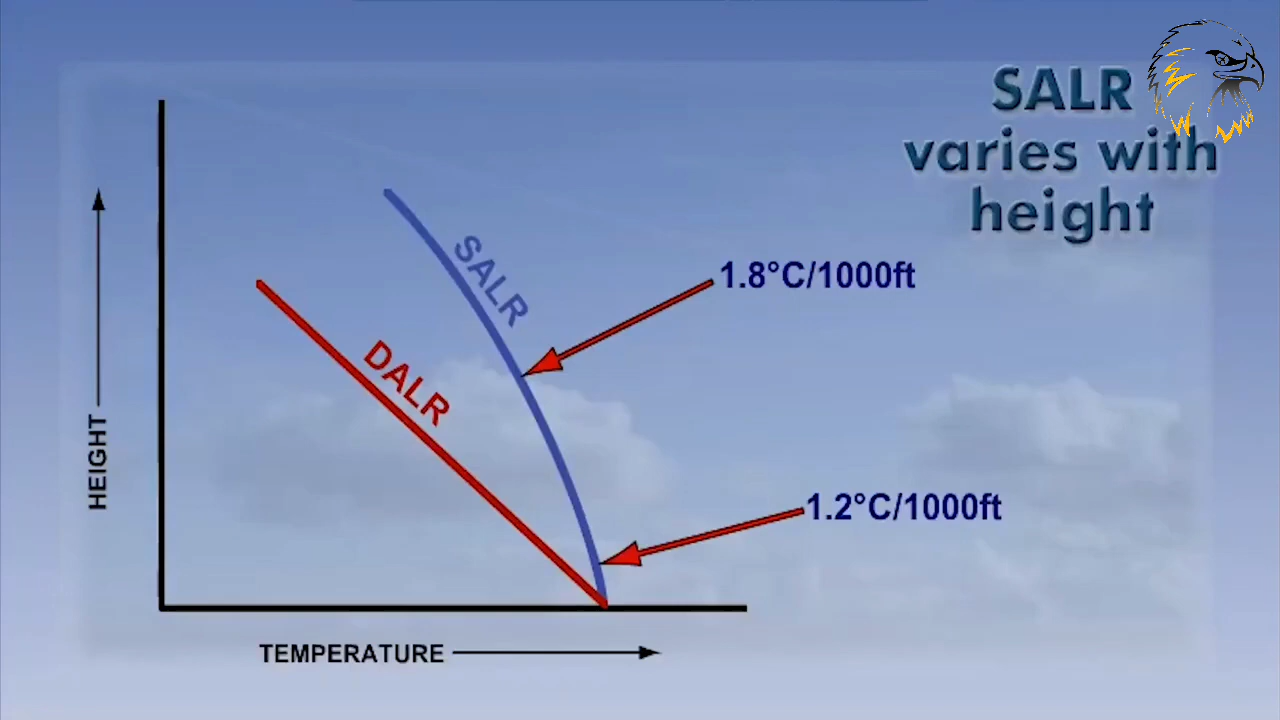 SALR
varies with
height
SALR
1.8°C/1000ft
DALR
HEIGHT
1.2°C/1000ft
TEMPERATURE